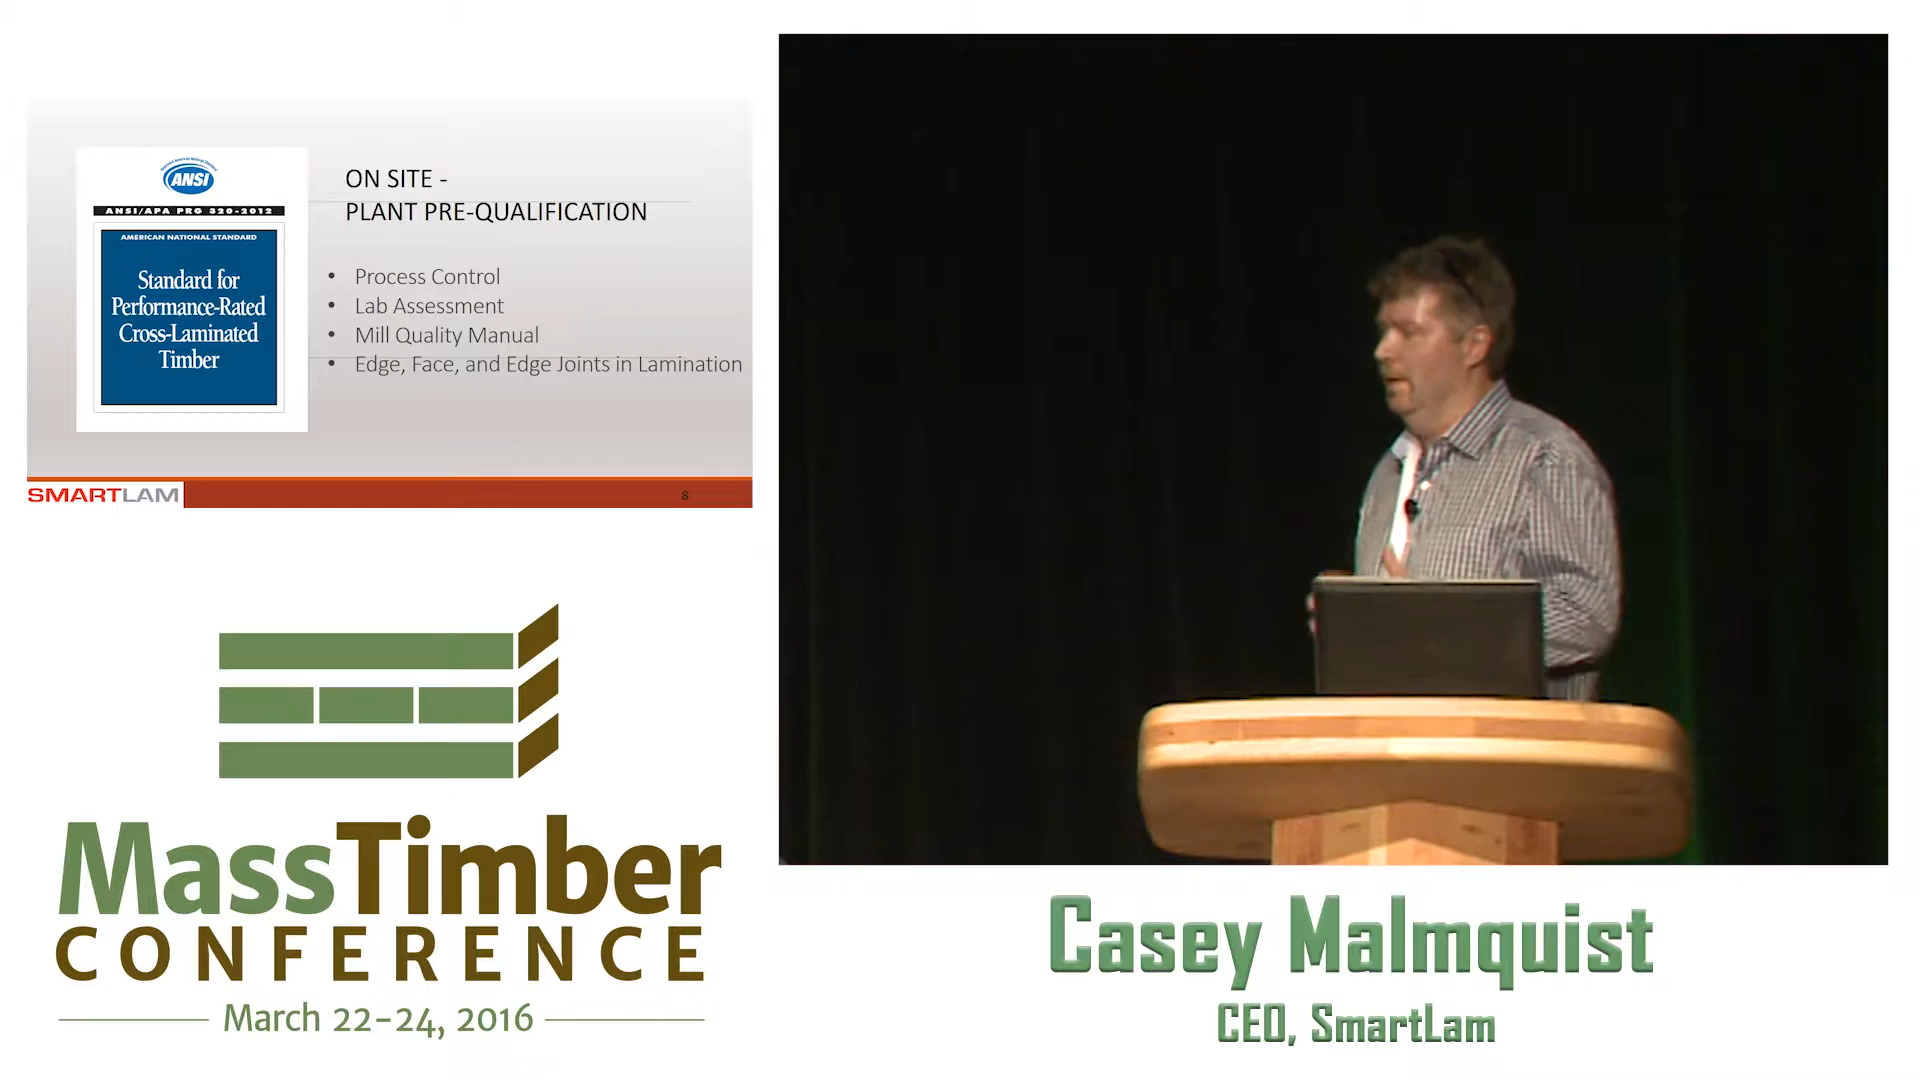 ANSI
ANSI/APA PRG 320-2012
AMERICAN NATIONAL STANDARD
Standard for
Performance-Rated
Cross-Laminated
Timber
ON SITE -
PLANT PRE-QUALIFICATION
• Process Control
• Lab Assessment
• Mill Quality Manual
• Edge, Face, and Edge Joints in Lamination
SMARTLAM
8
MassTimber
CONFERENCE
March 22-24, 2016
Casey Malmquist
CEO, SmartLam